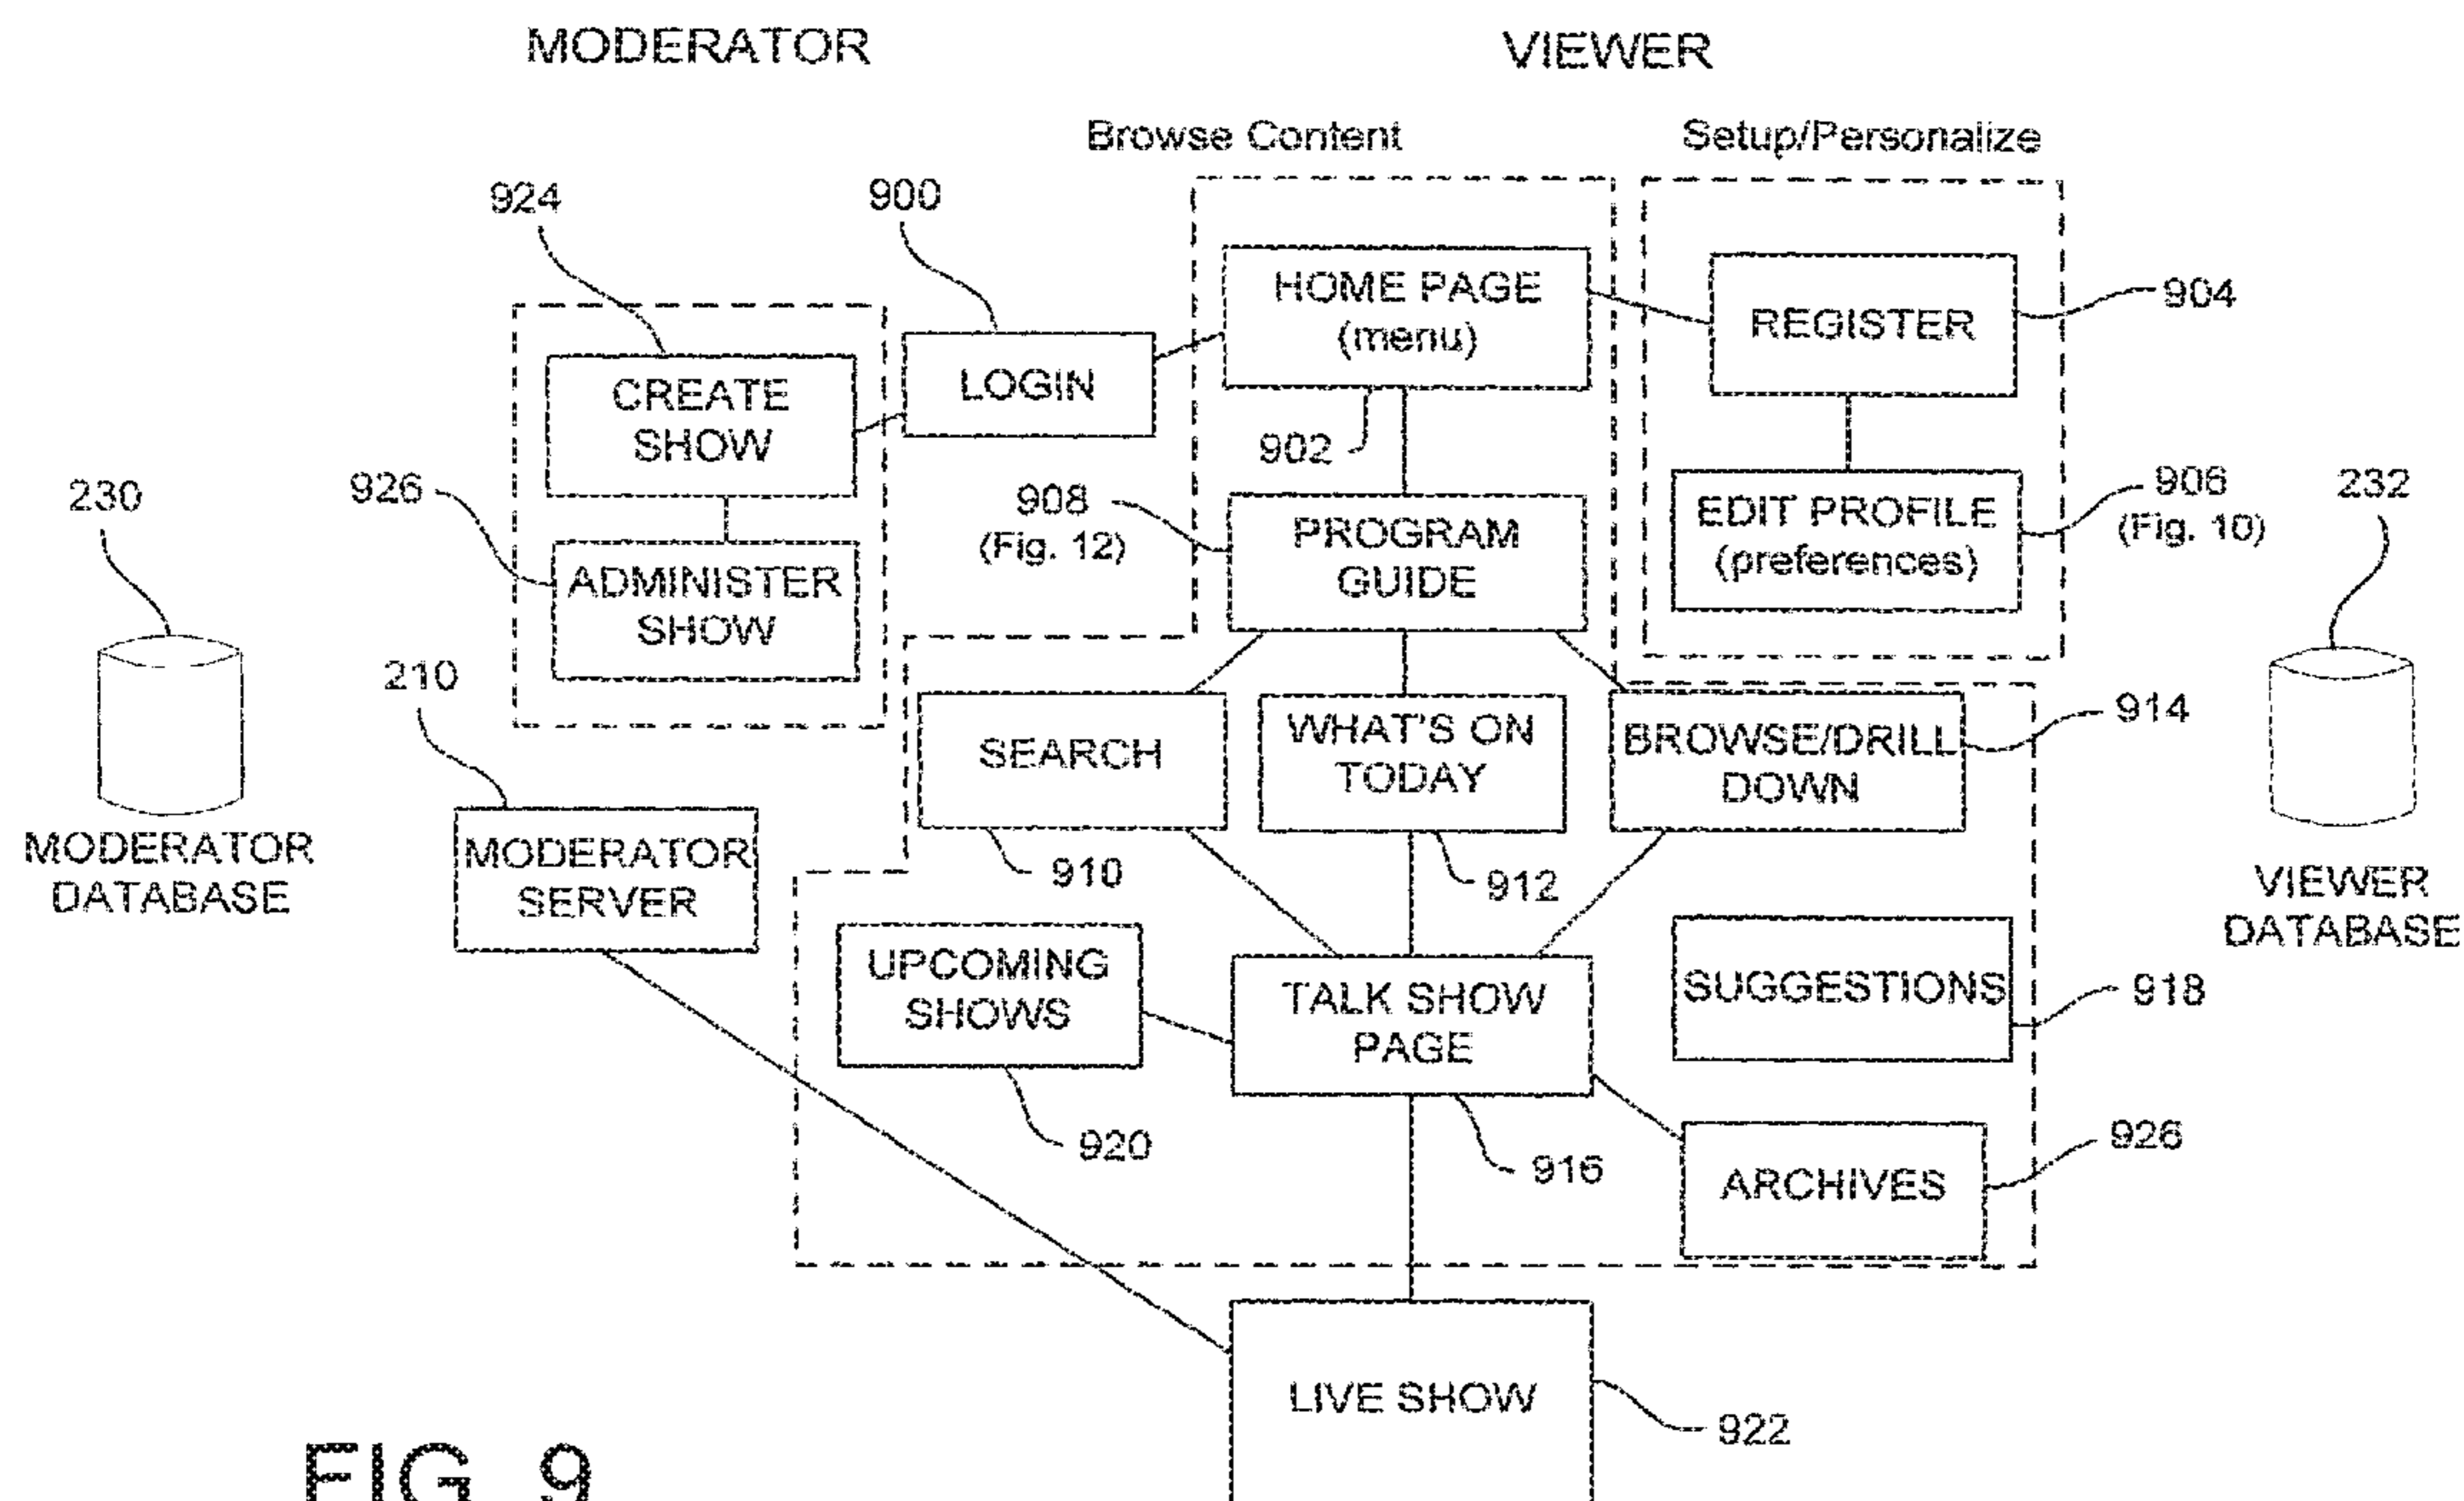 MODERATOR
VIEWER
Browse Content
Setup/Personalize
924
900
HOME PAGE
(menu)
REGISTER
904
CREATE
SHOW
LOGIN
902
230
926
908
(Fig. 12)
PROGRAM
GUIDE
EDIT PROFILE
(preferences)
906
(Fig. 10)
232
ADMINISTER
SHOW
210
SEARCH
WHAT'S ON
TODAY
BROWSE/DRILL
DOWN
914
MODERATOR
DATABASE
MODERATOR
SERVER
910
912
VIEWER
DATABASE
UPCOMING
SHOWS
TALK SHOW
PAGE
SUGGESTIONS
918
920
916
ARCHIVES
926
LIVE SHOW
922
FIG. 9